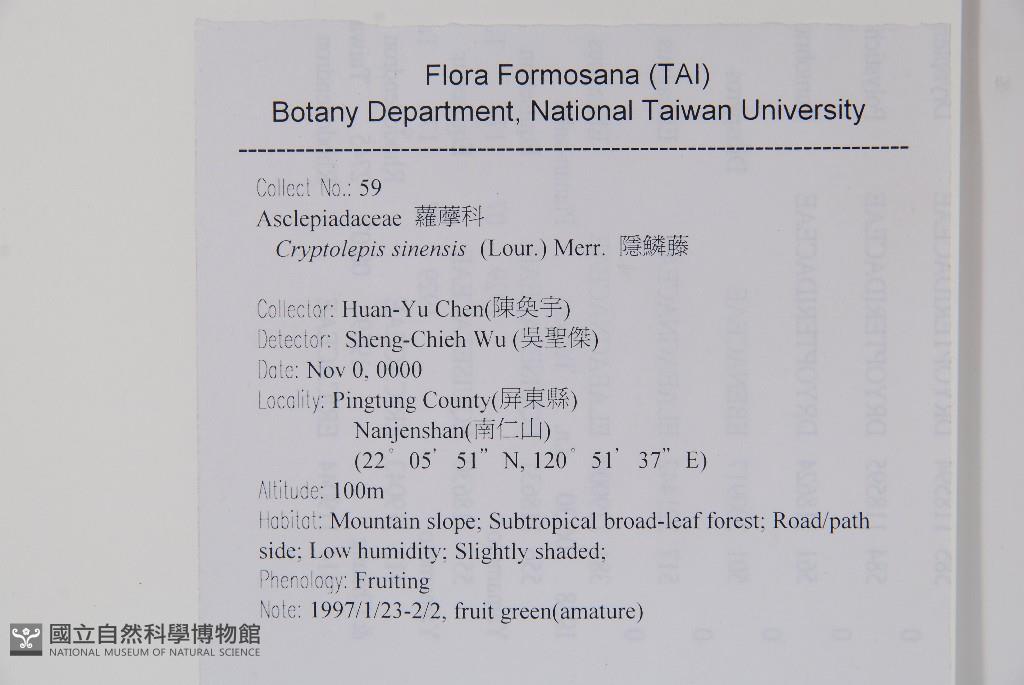 Flora Formosana (TAI)
Botany Department, National Taiwan University
Collect No.: 59
Asclepiadaceae 蘿藦科
Cryptolepis sinensis (Lour.) Merr. 隱鱗藤
Collector: Huan-Yu Chen(陳奐宇)
Detector: Sheng-Chieh Wu (吳聖傑)
Date: Nov 0, 0000
Locality: Pingtung County(屏東縣)
Nanjenshan(南仁山)
(22° 05' 51" N, 120° 51' 37" E)
Altitude: 100m
Habitat: Mountain slope; Subtropical broad-leaf forest; Road/path
side; Low humidity; Slightly shaded;
Phenology: Fruiting
Note: 1997/1/23-2/2, fruit green(amature)
國立自然科學博物館
NATIONAL MUSEUM OF NATURAL SCIENCE